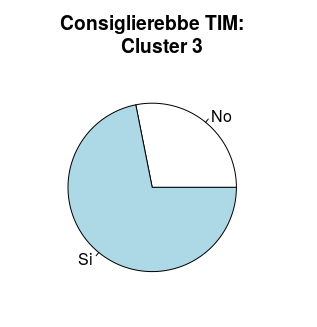 Consiglierebbe TIM:
Cluster 3
No
Si